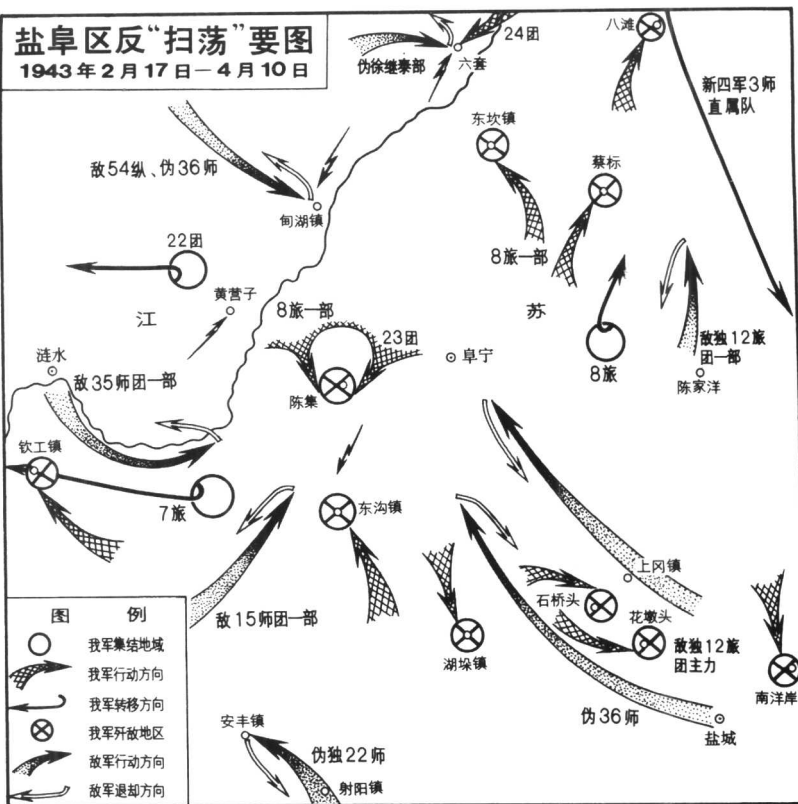 盐阜区反“扫荡”要图
1943年2月17日—4月10日
24团
八滩
伪徐继泰部
六套
新四军3师
直属队
东坎镇
蔡标
敌54纵、伪36师
甸湖镇
22团
8旅一部
黄营子
8旅一部
江
苏
23团
敌独12旅
团一部
阜宁
涟水
敌35师团一部
8旅
陈家洋
陈集
钦工镇
7旅
东沟镇
上冈镇
石桥头
花墩头
图 例
敌15师团一部
我军集结地域
敌独12旅
团主力
湖垛镇
我军行动方向
南洋岸
我军转移方向
伪36师
我军歼敌地区
安丰镇
盐城
敌军行动方向
伪独22师
敌军退却方向
射阳镇